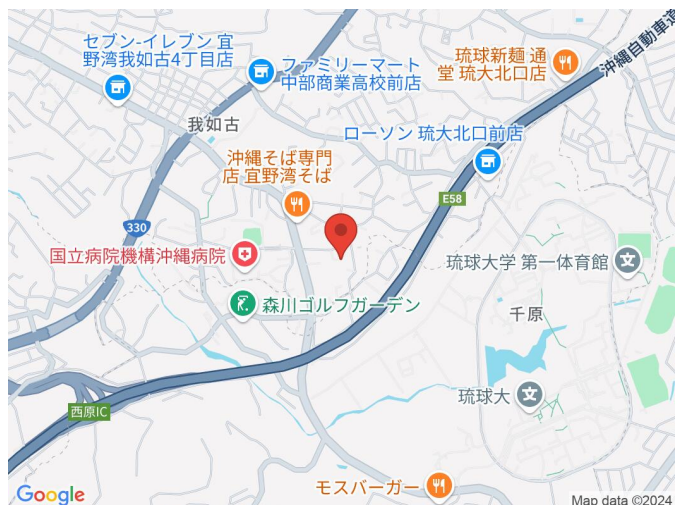 セブン-イレブン 宜
野湾我如古4丁目店
ファミリーマート
中部商業高校前店
琉球新麺 通
堂 琉大北口店
沖縄自動車道
我如古
ローソン 琉大北口前店
沖縄そば専門
店 宜野湾そば
E58
330
国立病院機構沖縄病院
琉球大学 第一体育館
森川ゴルフガーデン
千原
琉球大
西原IC
モスバーガー
Google
Map data ©2024